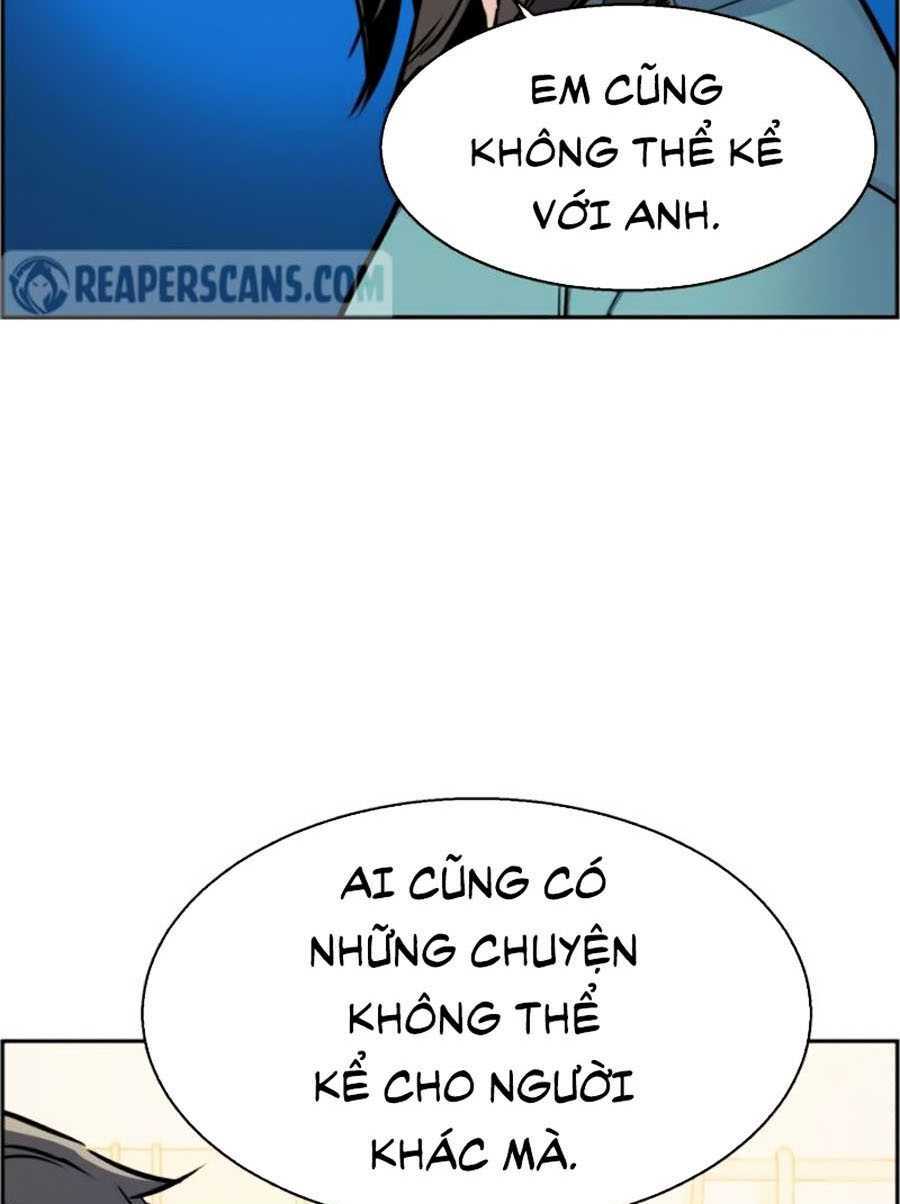 EM CŨNG
KHÔNG THỂ KỂ
VỚI ANH.
REAPERSCANS.COM
AI CŨNG CÓ
NHỮNG CHUYỆN
KHÔNG THỂ
KỂ CHO NGƯỜI
KHÁC MÀ.